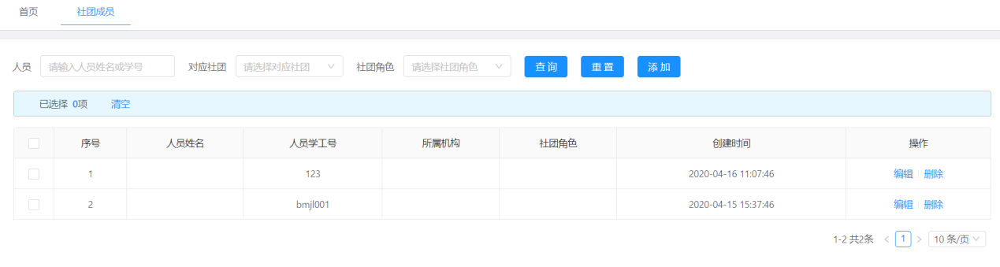 首页 社团成员
人员 请输入人员姓名或学号 对应社团 请选择对应社团 社团角色 请选择社团角色 查 询 重 置 添 加
已选择 0项 清空
序号 人员姓名 人员学工号 所属机构 社团角色 创建时间 操作
1 123 2020-04-16 11:07:46 编辑 删除
2 bmjl001 2020-04-15 15:37:46 编辑 删除
1-2 共2条 < 1 > 10 条/页